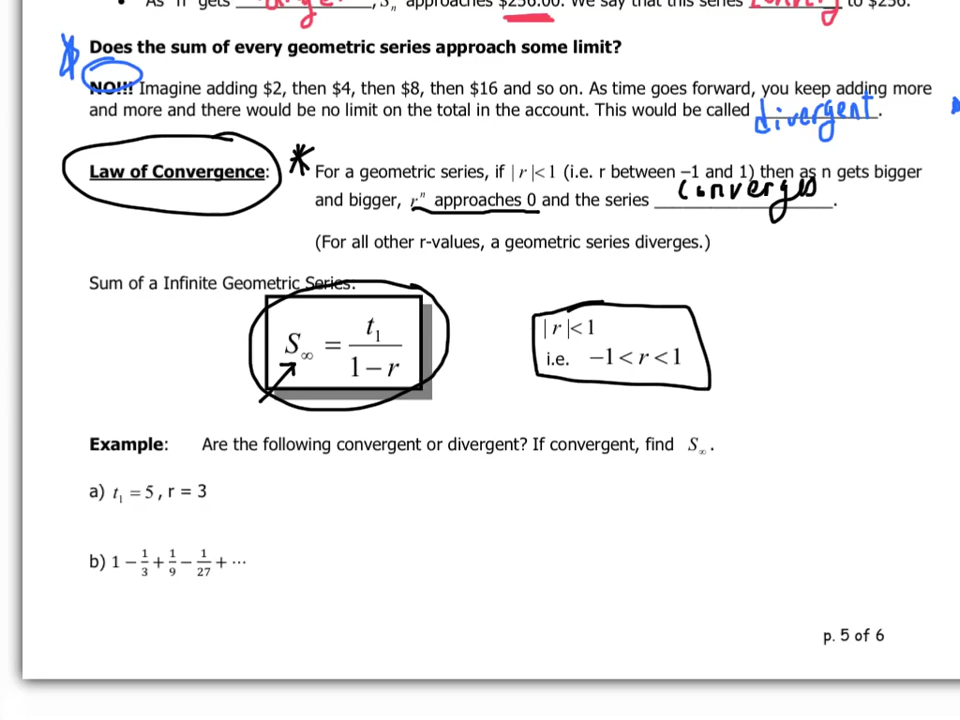 • As "n" gets , Sn approaches $256.00. We say that this series to $256.
Does the sum of every geometric series approach some limit?
NO!!! Imagine adding $2, then $4, then $8, then $16 and so on. As time goes forward, you keep adding more
and more and there would be no limit on the total in the account. This would be called divergent.
Law of Convergence: * For a geometric series, if |r|<1 (i.e. r between −1 and 1) then as n gets bigger
and bigger, rⁿ approaches 0 and the series converges.
(For all other r-values, a geometric series diverges.)
Sum of a Infinite Geometric Series:
S∞ = t₁ / (1−r)
|r|<1
i.e. −1<r<1
Example: Are the following convergent or divergent? If convergent, find S∞.
a) t₁ = 5, r = 3
b) 1 − 1/3 + 1/9 − 1/27 + ⋯
p. 5 of 6